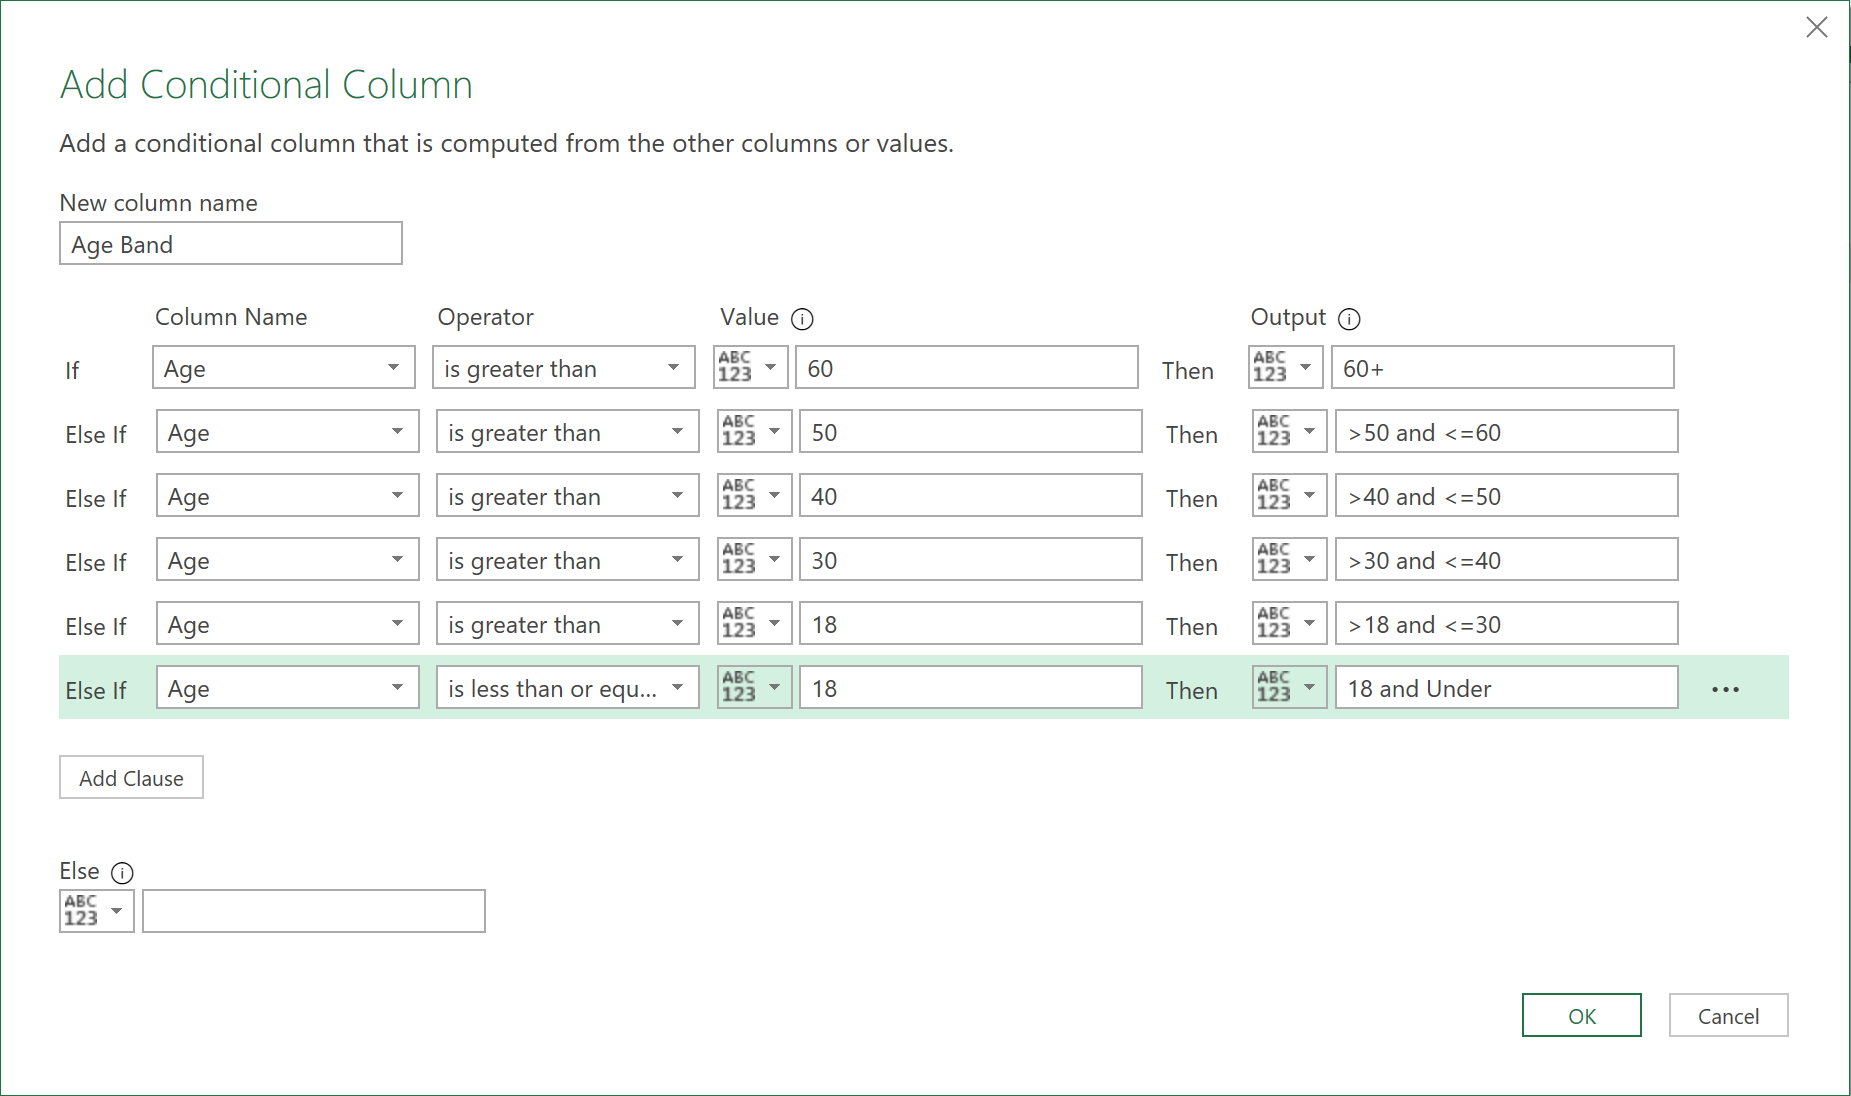 Add Conditional Column
Add a conditional column that is computed from the other columns or values.
New column name
Age Band
Column Name Operator Value Output
If Age is greater than ABC 123 60 Then ABC 123 60+
Else If Age is greater than ABC 123 50 Then ABC 123 >50 and <=60
Else If Age is greater than ABC 123 40 Then ABC 123 >40 and <=50
Else If Age is greater than ABC 123 30 Then ABC 123 >30 and <=40
Else If Age is greater than ABC 123 18 Then ABC 123 >18 and <=30
Else If Age is less than or equ... ABC 123 18 Then ABC 123 18 and Under
Add Clause
Else
ABC 123
OK Cancel